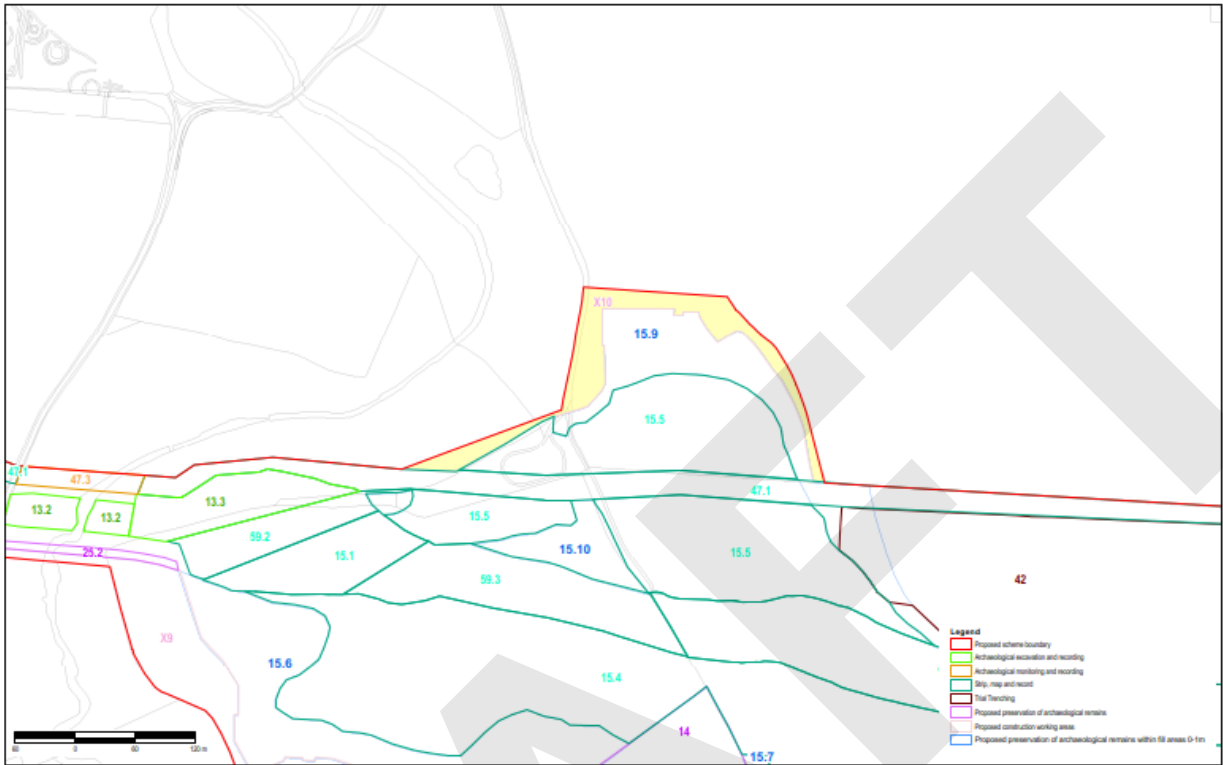 X10
15.9
15.5
47.1
47.3
47.1
13.2
13.2
13.3
15.5
59.2
15.10
15.5
25.2
15.1
59.3
42
X9
15.6
15.4
14
15.7
Legend
Proposed scheme boundary
Archaeological excavation and recording
Archaeological monitoring and recording
Strip, map and record
Trial Trenching
Proposed preservation of archaeological remains
Proposed construction working areas
Proposed preservation of archaeological remains within fill areas 0-1m
60 0 60 120 m